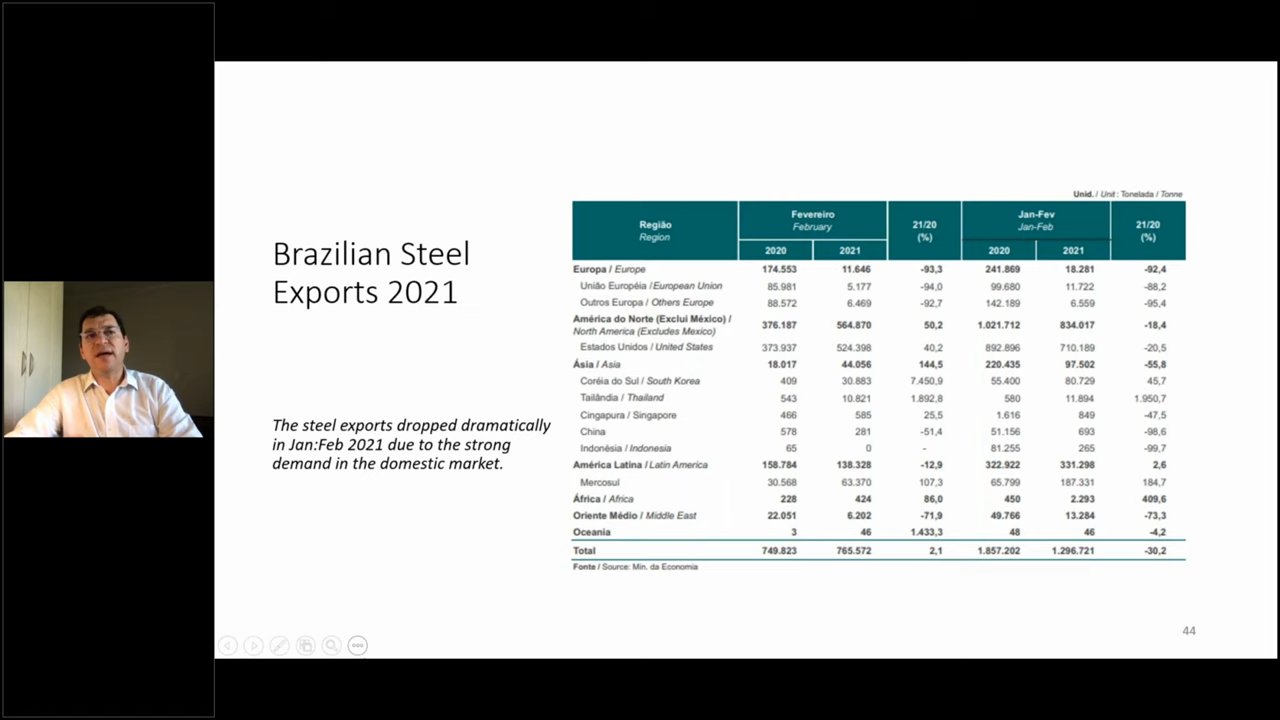 Brazilian Steel
Exports 2021
The steel exports dropped dramatically
in Jan:Feb 2021 due to the strong
demand in the domestic market.
Unid. / Unit: Tonelada / Tonne
Região
Region
Fevereiro
February
21/20
(%)
Jan-Fev
Jan-Feb
21/20
(%)
2020 2021 2020 2021
Europa / Europe 174.553 11.646 -93,3 241.869 18.281 -92,4
União Européia / European Union 85.981 5.177 -94,0 99.680 11.722 -88,2
Outros Europa / Others Europe 88.572 6.469 -92,7 142.189 6.559 -95,4
América do Norte (Exclui México) /
North America (Excludes Mexico) 376.187 564.870 50,2 1.021.712 834.017 -18,4
Estados Unidos / United States 373.937 524.398 40,2 892.896 710.189 -20,5
Ásia / Asia 18.017 44.056 144,5 220.435 97.502 -55,8
Coréia do Sul / South Korea 409 30.883 7.450,9 55.400 80.729 45,7
Tailândia / Thailand 543 10.821 1.892,8 580 11.894 1.950,7
Cingapura / Singapore 466 585 25,5 1.616 849 -47,5
China 578 281 -51,4 51.156 693 -98,6
Indonésia / Indonesia 65 0 - 81.255 265 -99,7
América Latina / Latin America 158.784 138.328 -12,9 322.922 331.298 2,6
Mercosul 30.568 63.370 107,3 65.799 187.331 184,7
África / Africa 228 424 86,0 450 2.293 409,6
Oriente Médio / Middle East 22.051 6.202 -71,9 49.766 13.284 -73,3
Oceania 3 46 1.433,3 48 46 -4,2
Total 749.823 765.572 2,1 1.857.202 1.296.721 -30,2
Fonte / Source: Min. da Economia
44